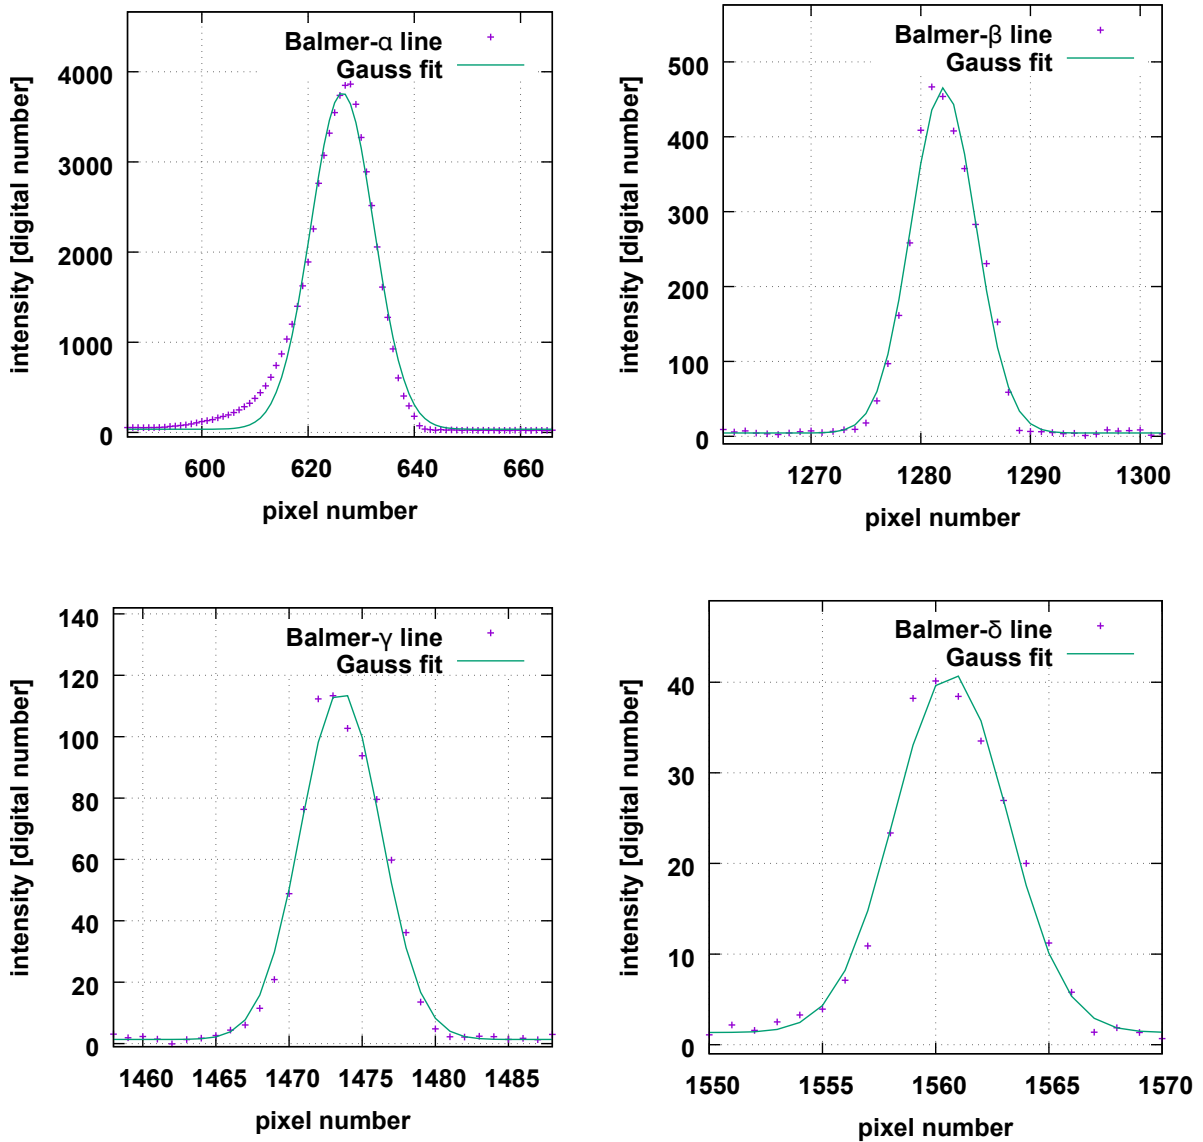 Balmer-α line
Gauss fit
intensity [digital number]
4000
3000
2000
1000
0
600 620 640 660
pixel number
Balmer-β line
Gauss fit
intensity [digital number]
500
400
300
200
100
0
1270 1280 1290 1300
pixel number
Balmer-γ line
Gauss fit
intensity [digital number]
140
120
100
80
60
40
20
0
1460 1465 1470 1475 1480 1485
pixel number
Balmer-δ line
Gauss fit
intensity [digital number]
40
30
20
10
0
1550 1555 1560 1565 1570
pixel number